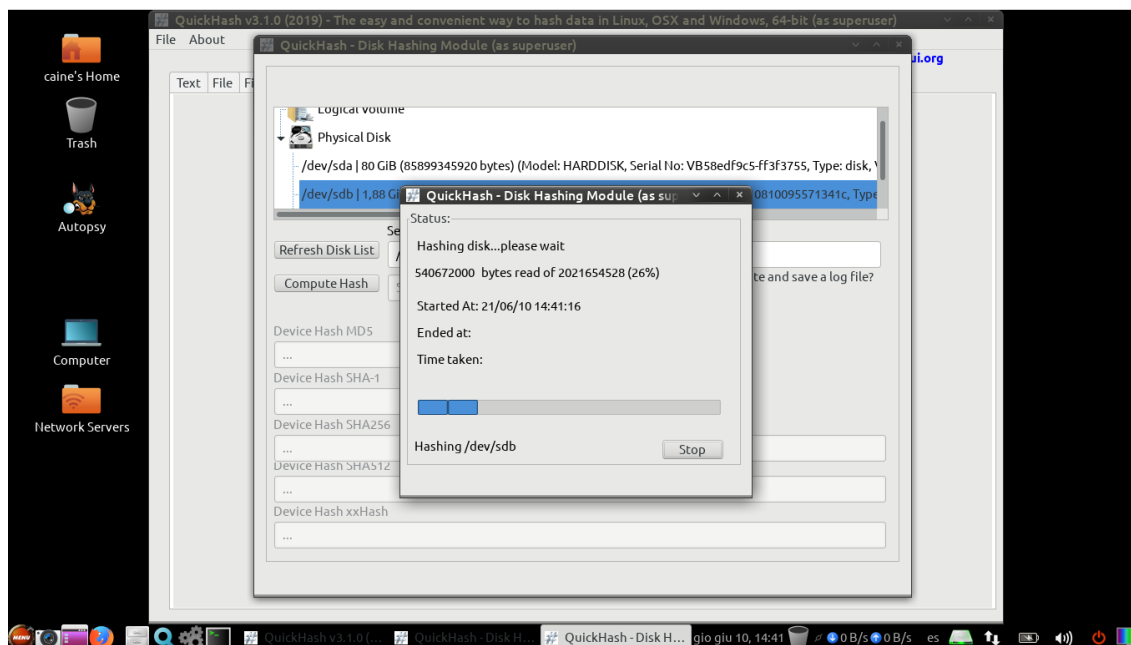 QuickHash v3.1.0 (2019) - The easy and convenient way to hash data in Linux, OSX and Windows, 64-bit (as superuser)
File About
ui.org
Text File Fi
QuickHash - Disk Hashing Module (as superuser)
caine's Home
Trash
Autopsy
Computer
Network Servers
Logical Volume
Physical Disk
/dev/sda | 80 GiB (85899345920 bytes) (Model: HARDDISK, Serial No: VB58edf9c5-ff3f3755, Type: disk,
/dev/sdb | 1,88 Gi
0810095571341c, Type
Se
Refresh Disk List
/
Compute Hash
te and save a log file?
Device Hash MD5
...
Device Hash SHA-1
...
Device Hash SHA256
...
Device Hash SHA512
...
Device Hash xxHash
...
QuickHash - Disk Hashing Module (as sup
Status:
Hashing disk...please wait
540672000 bytes read of 2021654528 (26%)
Started At: 21/06/10 14:41:16
Ended at:
Time taken:
Hashing /dev/sdb
Stop
MENU
QuickHash v3.1.0 (... QuickHash - Disk H... QuickHash - Disk H... gio giu 10, 14:41 0 B/s 0 B/s es